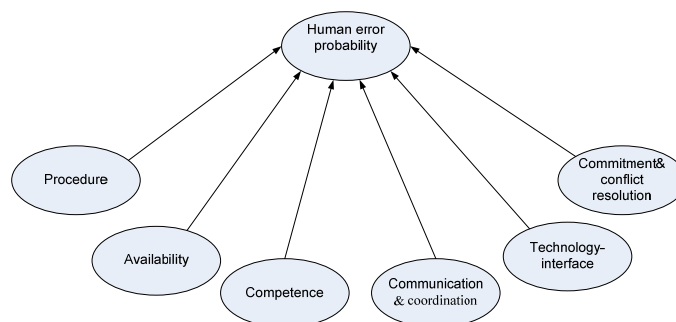 Human error
probability
Procedure
Commitment&
conflict
resolution
Availability
Technology-
interface
Competence
Communication
& coordination